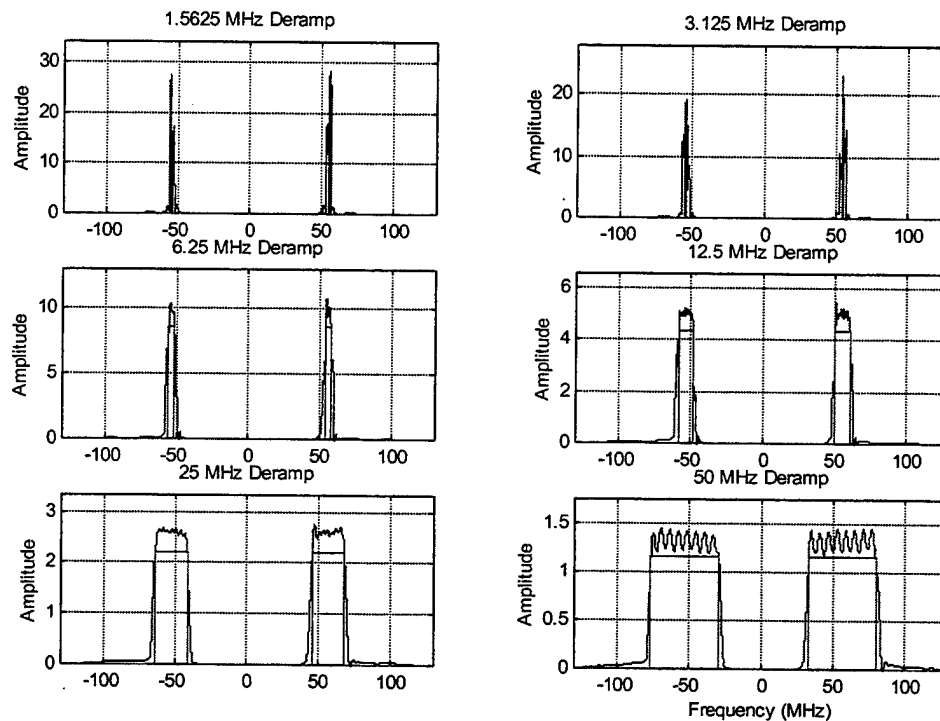 1.5625 MHz Deramp
3.125 MHz Deramp
30
20
10
0
Amplitude
-100 -50 0 50 100
20
10
0
Amplitude
-100 -50 0 50 100
6.25 MHz Deramp
12.5 MHz Deramp
10
5
0
Amplitude
-100 -50 0 50 100
6
4
2
0
Amplitude
-100 -50 0 50 100
25 MHz Deramp
50 MHz Deramp
3
2
1
0
Amplitude
-100 -50 0 50 100
1.5
1
0.5
0
Amplitude
-100 -50 0 50 100
Frequency (MHz)